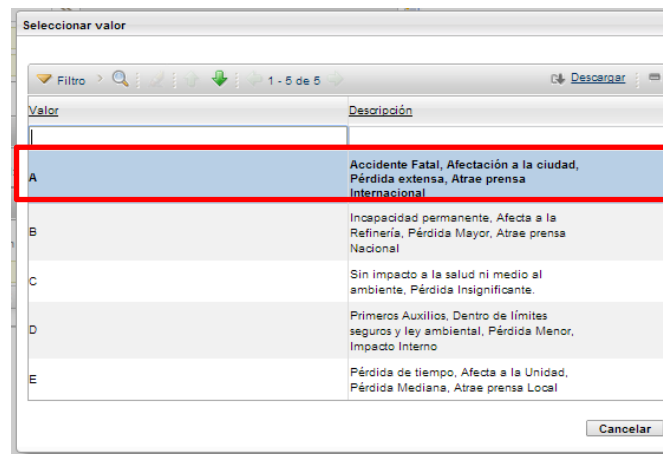 Seleccionar valor
Filtro 1 - 5 de 5 Descargar
Valor Descripción
A Accidente Fatal, Afectación a la ciudad,
Pérdida extensa, Atrae prensa
Internacional
B Incapacidad permanente, Afecta a la
Refinería, Pérdida Mayor, Atrae prensa
Nacional
C Sin impacto a la salud ni medio al
ambiente, Pérdida Insignificante.
D Primeros Auxilios, Dentro de límites
seguros y ley ambiental, Pérdida Menor,
Impacto Interno
E Pérdida de tiempo, Afecta a la Unidad,
Pérdida Mediana, Atrae prensa Local
Cancelar